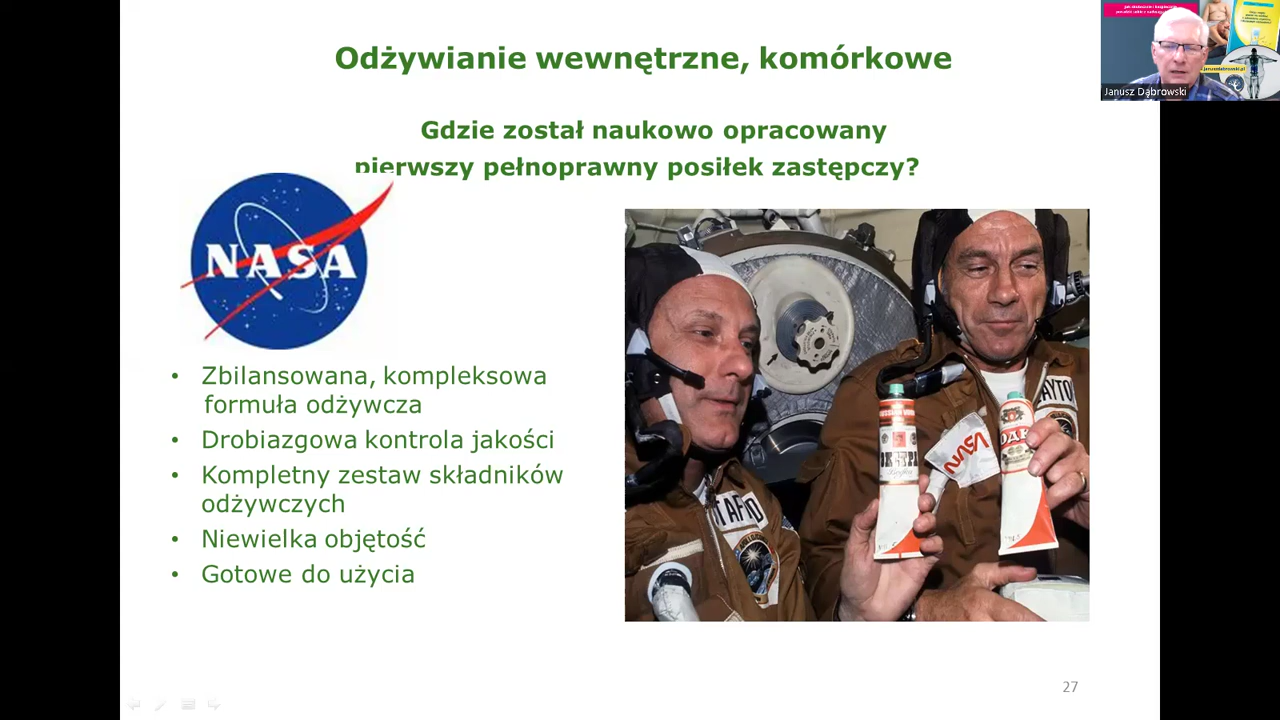 Odżywianie wewnętrzne, komórkowe
Gdzie został naukowo opracowany
pierwszy pełnoprawny posiłek zastępczy?
NASA
• Zbilansowana, kompleksowa
formuła odżywcza
• Drobiazgowa kontrola jakości
• Kompletny zestaw składników
odżywczych
• Niewielka objętość
• Gotowe do użycia
27
Janusz Dąbrowski